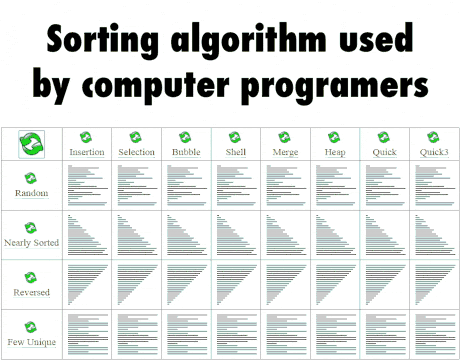 Sorting algorithm used
by computer programers
Insertion Selection Bubble Shell Merge Heap Quick Quick3
Random
Nearly Sorted
Reversed
Few Unique